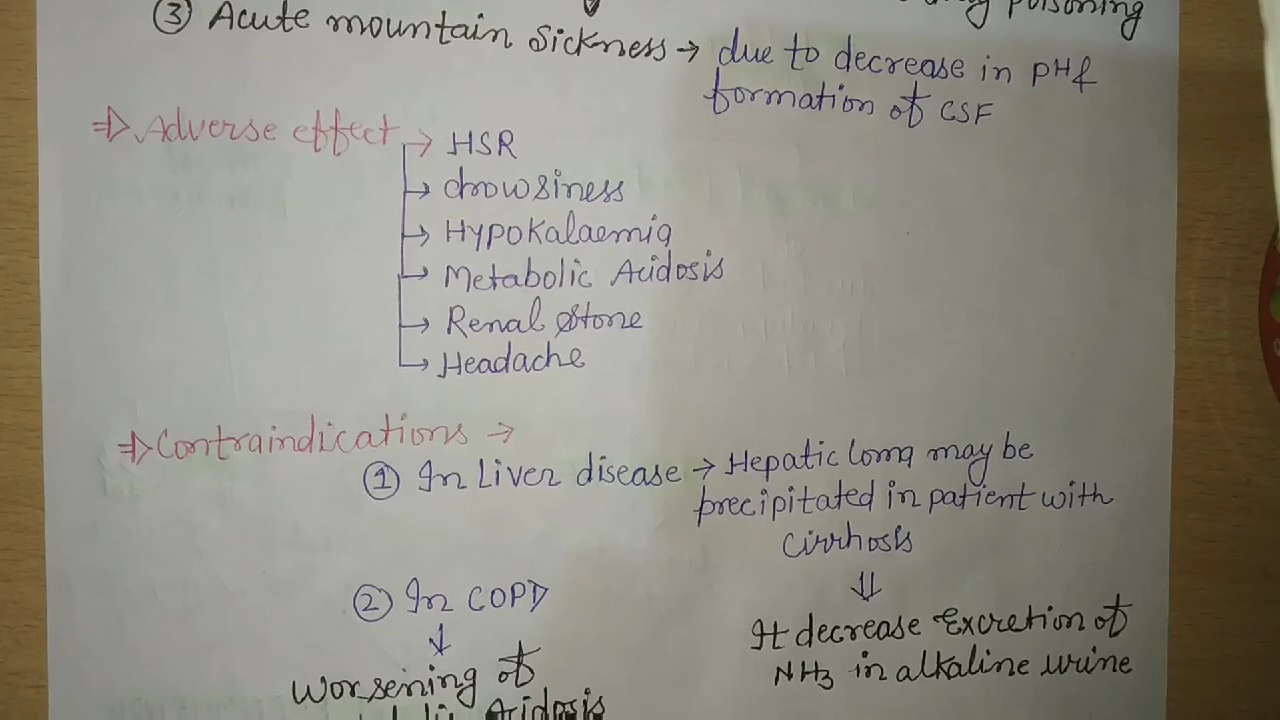 poisoning
③ Acute mountain Sickness → due to decrease in pH &
formation of CSF
⇒ Adverse effect → HSR
→ drowsiness
→ Hypokalaemia
→ Metabolic Acidosis
→ Renal Stone
→ Headache
⇒ Contraindications →
① In Liver disease → Hepatic Coma may be
precipitated in patient with
Cirrhosis
⇓
It decrease Excretion of
NH3 in alkaline urine
② In COPD
↓
Worsening of
Acidosis